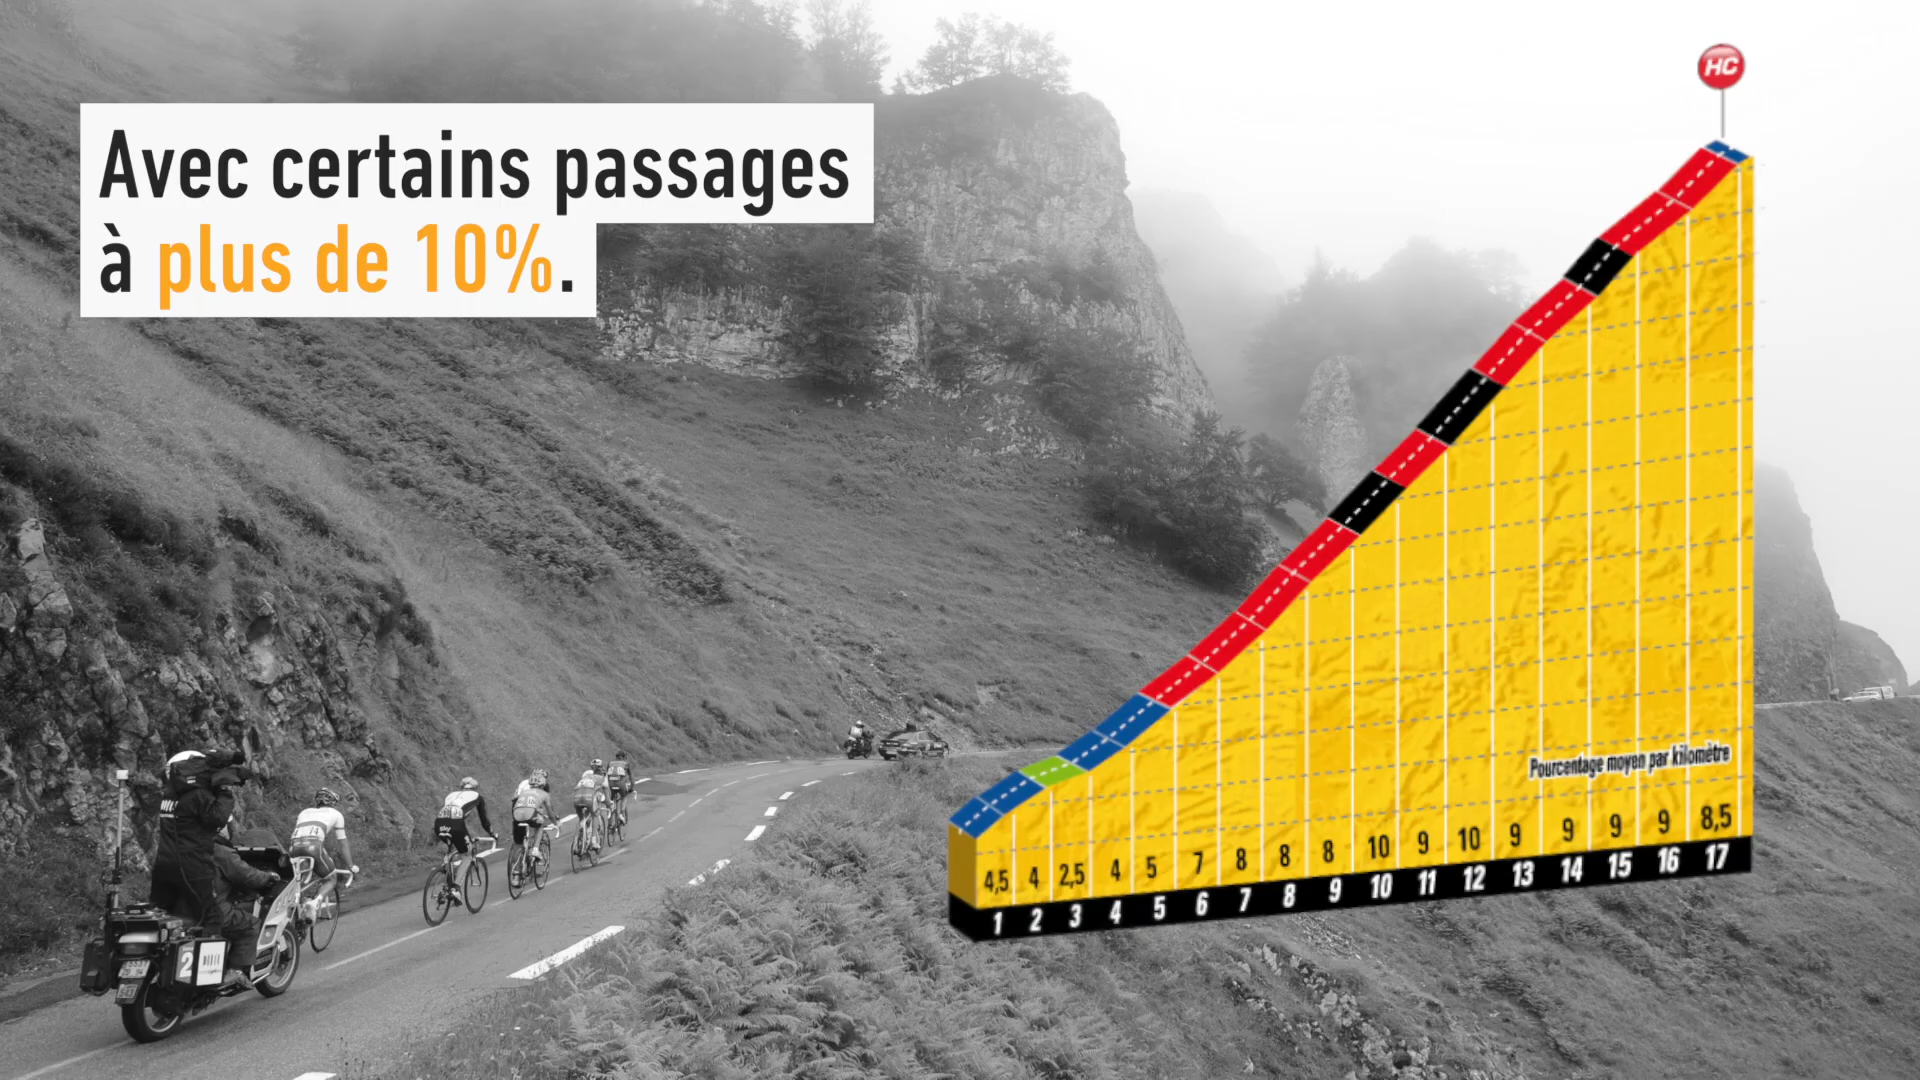 Avec certains passages
à plus de 10%.
HC
Pourcentage moyen par kilomètre
4,5 4 2,5 4 5 7 8 8 8 10 9 10 9 9 9 9 8,5
1 2 3 4 5 6 7 8 9 10 11 12 13 14 15 16 17
2